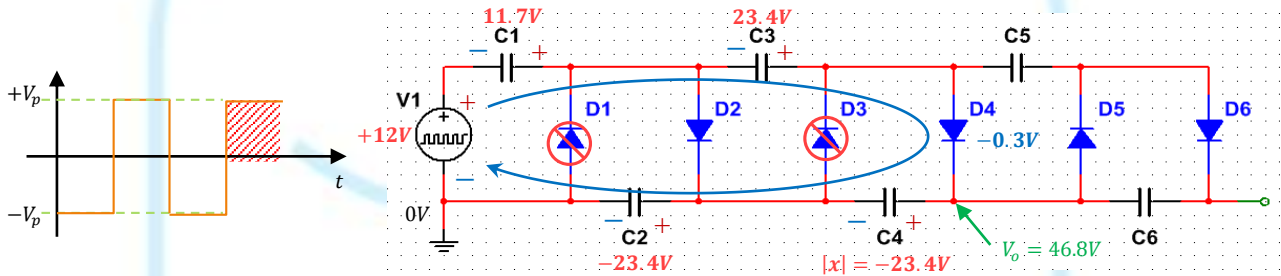 11.7V
23.4V
C1
C3
C5
− +
− +
+Vp
V1
+
D1
D2
D3
D4
D5
D6
+12V
−0.3V
t
−
−Vp
0V
− +
− +
C2
C4
C6
Vo = 46.8V
−23.4V
|x| = −23.4V